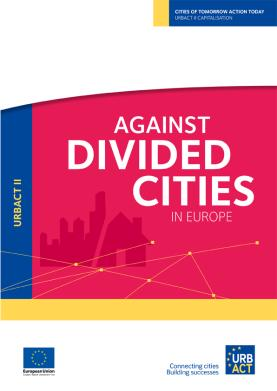 CITIES OF TOMORROW ACTION TODAY
URBACT II CAPITALISATION
AGAINST
DIVIDED
CITIES
IN EUROPE
URBACT II
European Union
Connecting cities
Building successes
URB
ACT